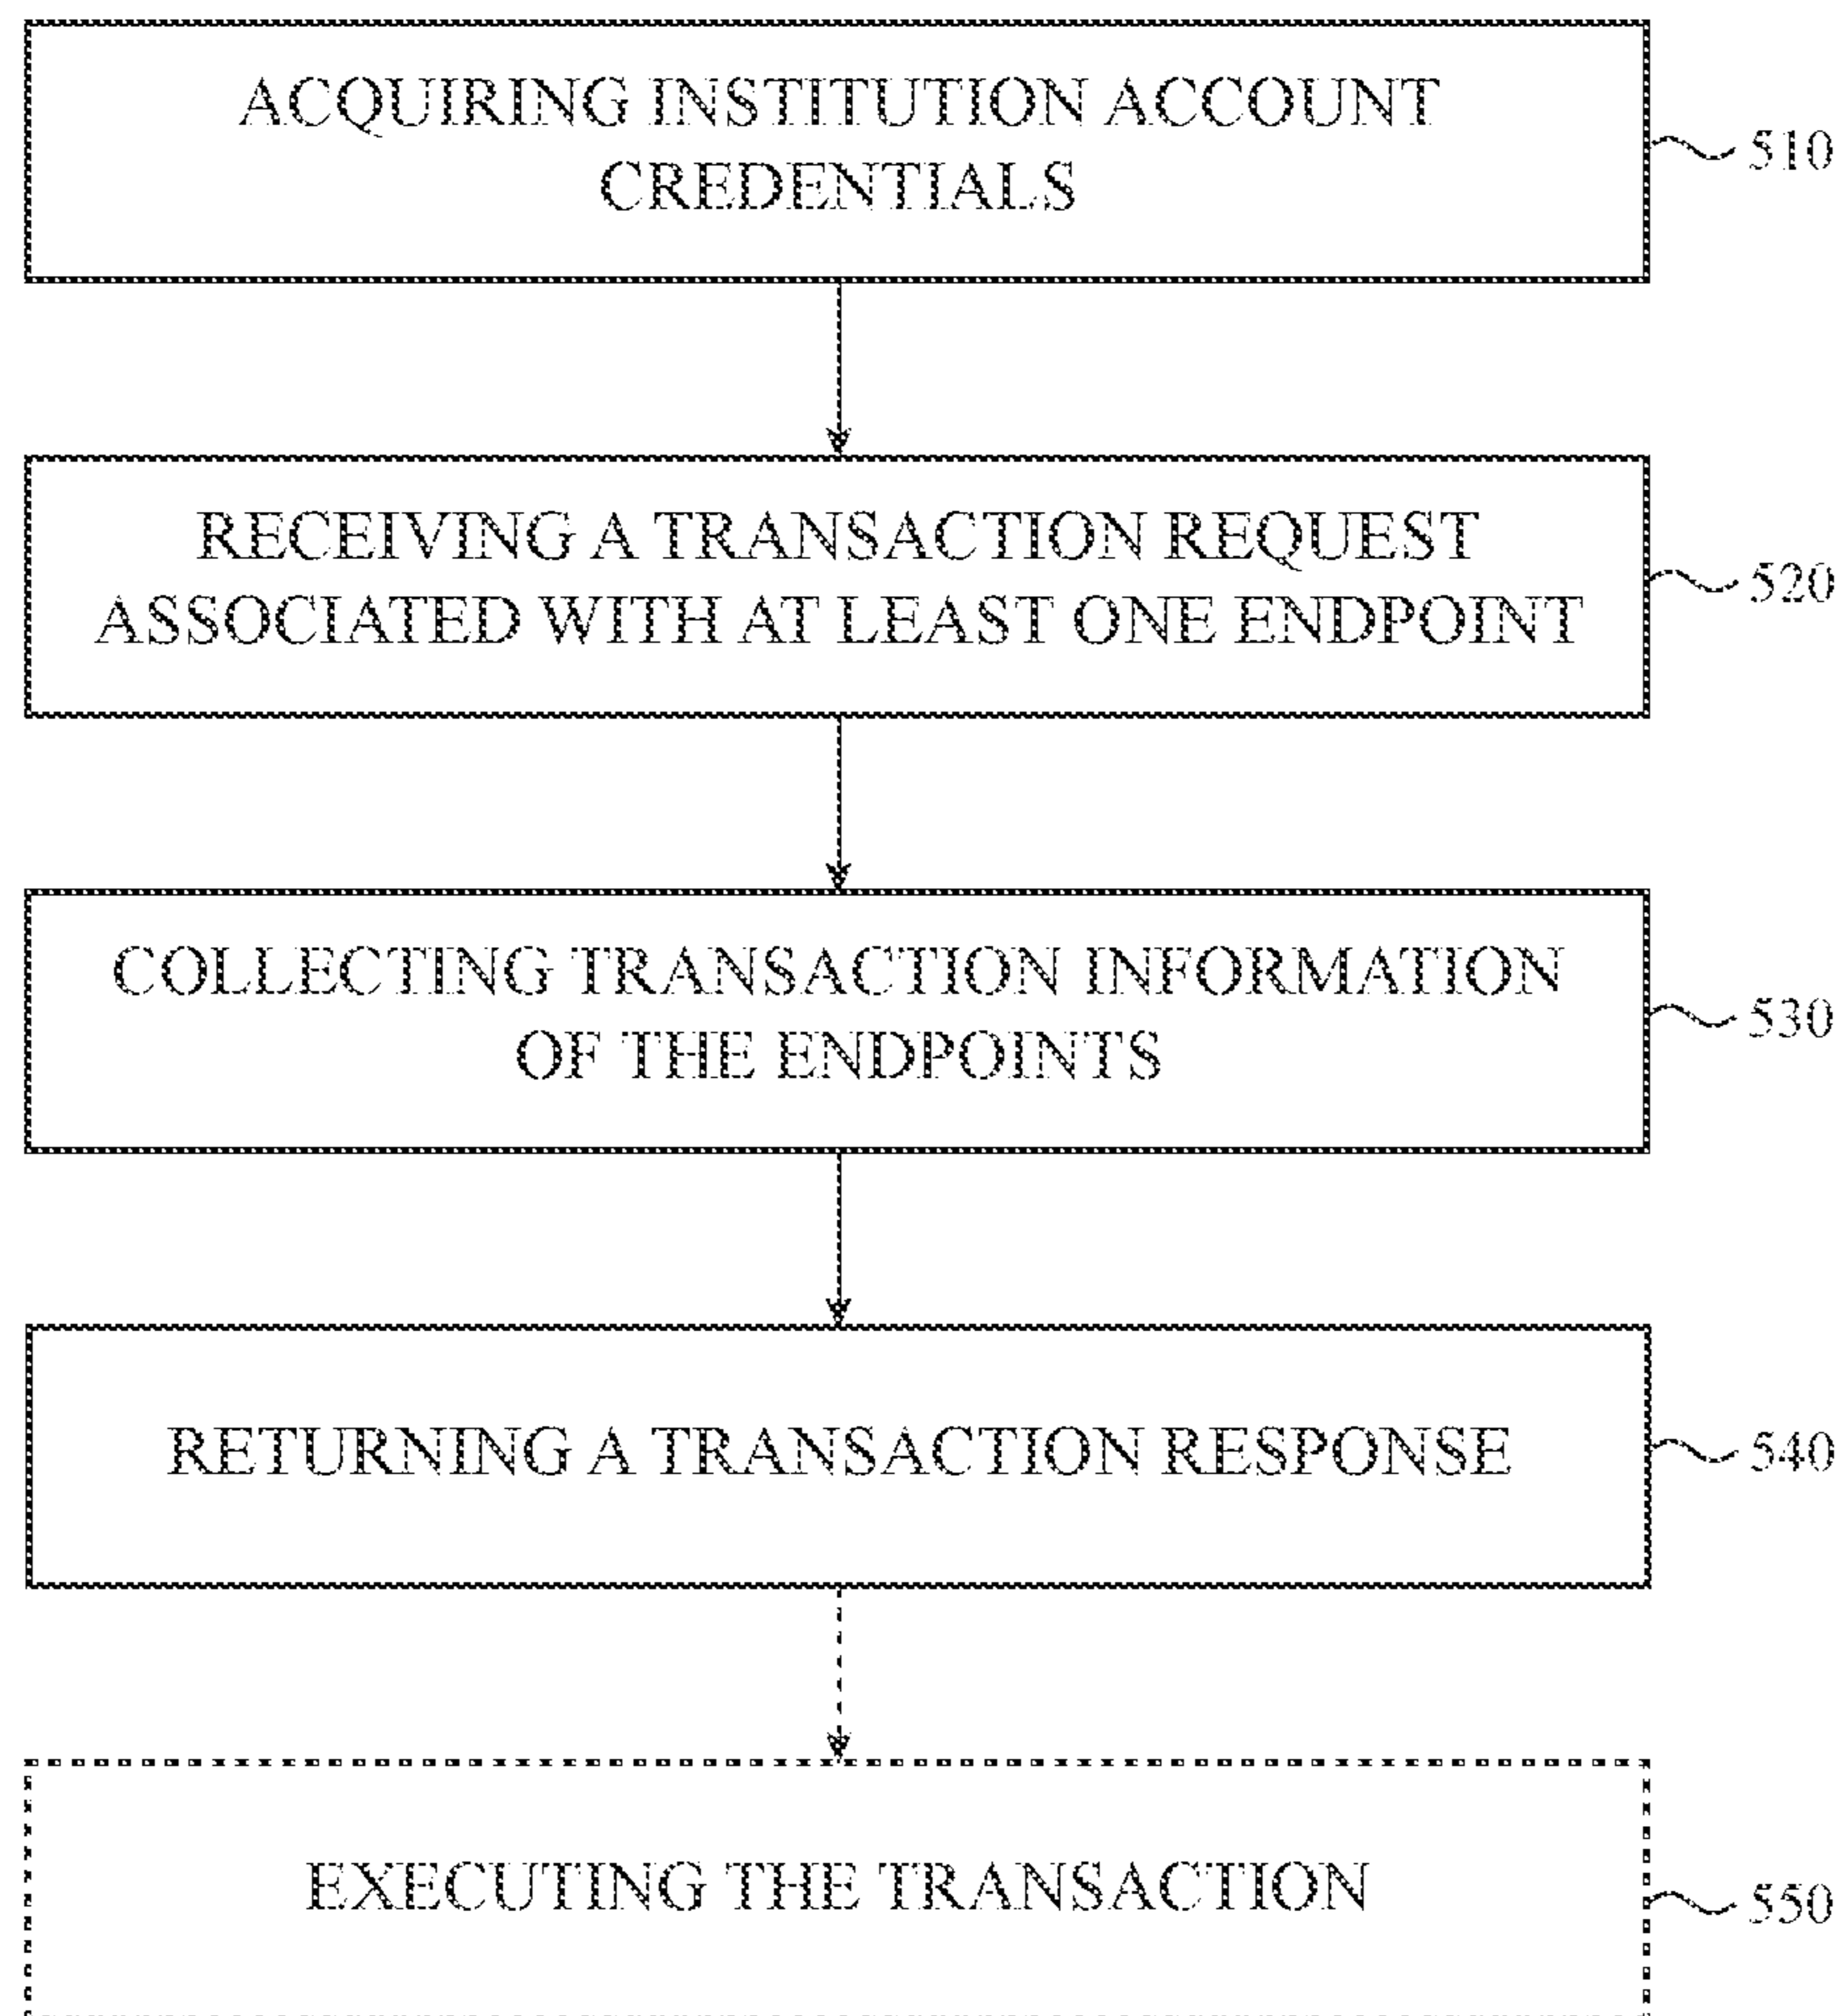 ACQUIRING INSTITUTION ACCOUNT
CREDENTIALS
510
RECEIVING A TRANSACTION REQUEST
ASSOCIATED WITH AT LEAST ONE ENDPOINT
520
COLLECTING TRANSACTION INFORMATION
OF THE ENDPOINTS
530
RETURNING A TRANSACTION RESPONSE
540
EXECUTING THE TRANSACTION
550